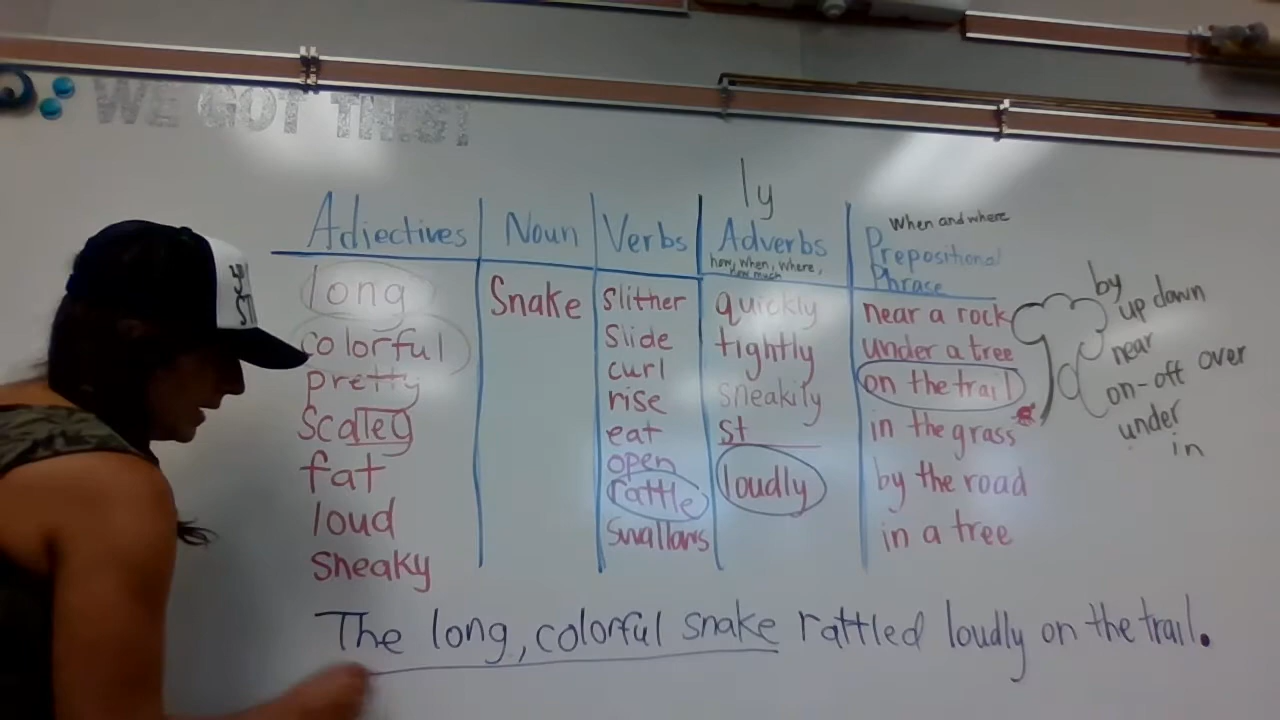 WE GOT THIS!
ly
Adjectives Noun Verbs Adverbs When and where
how, when, where, how much
Prepositional Phrase
long Snake slither quickly near a rock
colorful Slide tightly under a tree
pretty curl sneakily on the trail
Scalley rise st in the grass
fat eat loudly by the road
loud open in a tree
Sneaky rattle
swallows
by
up down
near
on-off over
under
in
The long, colorful snake rattled loudly on the trail.